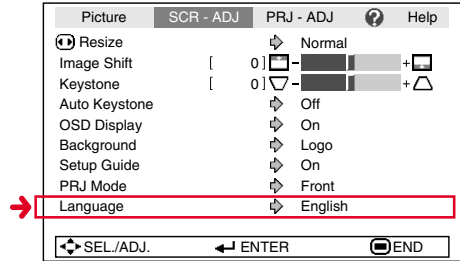 Picture SCR - ADJ PRJ - ADJ ? Help
Resize Normal
Image Shift [ 0 ] - +
Keystone [ 0 ] - +
Auto Keystone Off
OSD Display On
Background Logo
Setup Guide On
PRJ Mode Front
Language English
SEL./ADJ. ENTER END